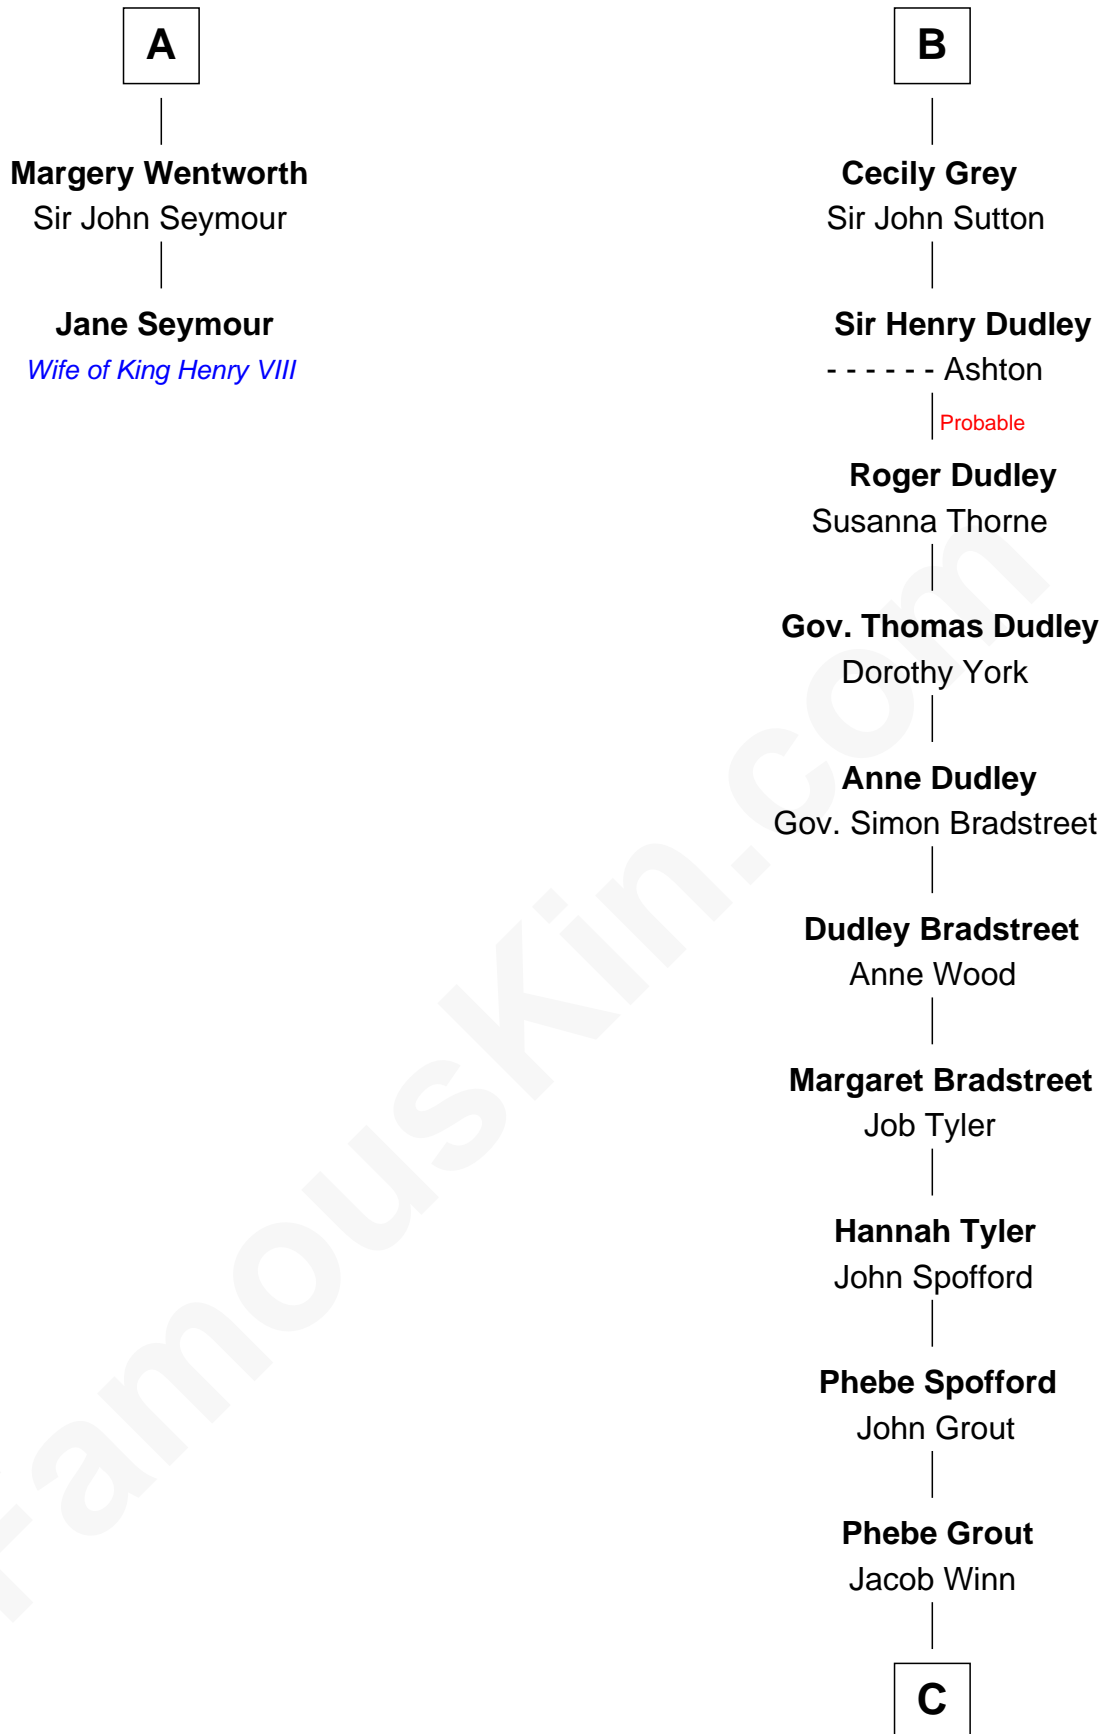 A
Margery Wentworth
Sir John Seymour
Jane Seymour
Wife of King Henry VIII
B
Cecily Grey
Sir John Sutton
Sir Henry Dudley
- - - - - - Ashton
Probable
Roger Dudley
Susanna Thorne
Gov. Thomas Dudley
Dorothy York
Anne Dudley
Gov. Simon Bradstreet
Dudley Bradstreet
Anne Wood
Margaret Bradstreet
Job Tyler
Hannah Tyler
John Spofford
Phebe Spofford
John Grout
Phebe Grout
Jacob Winn
C
FamousKin.com